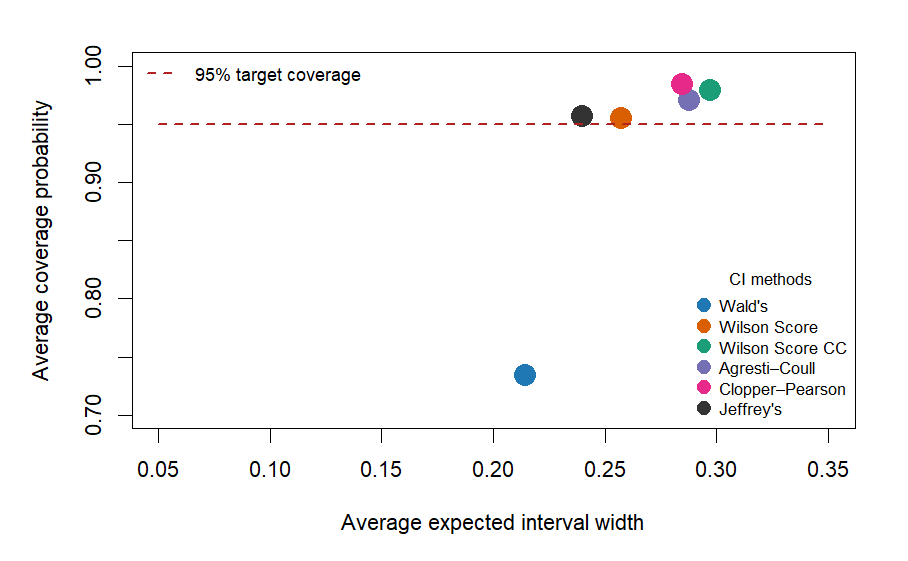 95% target coverage
1.00
0.90
0.80
0.70
Average coverage probability
CI methods
Wald's
Wilson Score
Wilson Score CC
Agresti–Coull
Clopper–Pearson
Jeffrey's
0.05 0.10 0.15 0.20 0.25 0.30 0.35
Average expected interval width